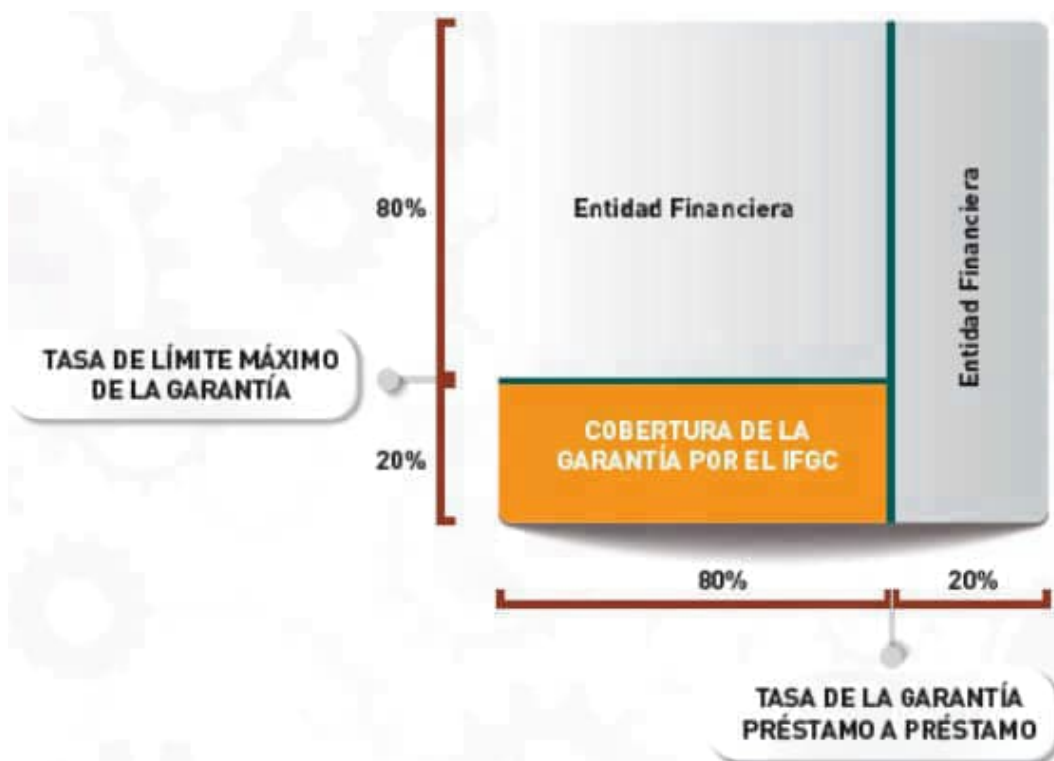 80%
Entidad Financiera
Entidad Financiera
TASA DE LÍMITE MÁXIMO
DE LA GARANTÍA
COBERTURA DE LA
GARANTÍA POR EL IFGC
20%
80%
20%
TASA DE LA GARANTÍA
PRÉSTAMO A PRÉSTAMO